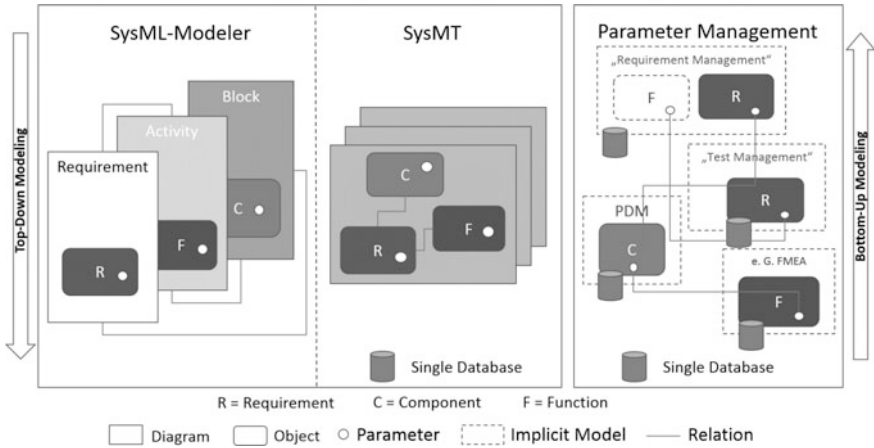 SysML-Modeler
SysMT
Parameter Management
Top-Down Modeling
Bottom-Up Modeling
Block
Activity
Requirement
C
F
R
C
R
F
„Requirement Management“
F
R
„Test Management“
R
PDM
C
e. G. FMEA
F
Single Database
Single Database
R = Requirement
C = Component
F = Function
Diagram
Object
Parameter
Implicit Model
Relation